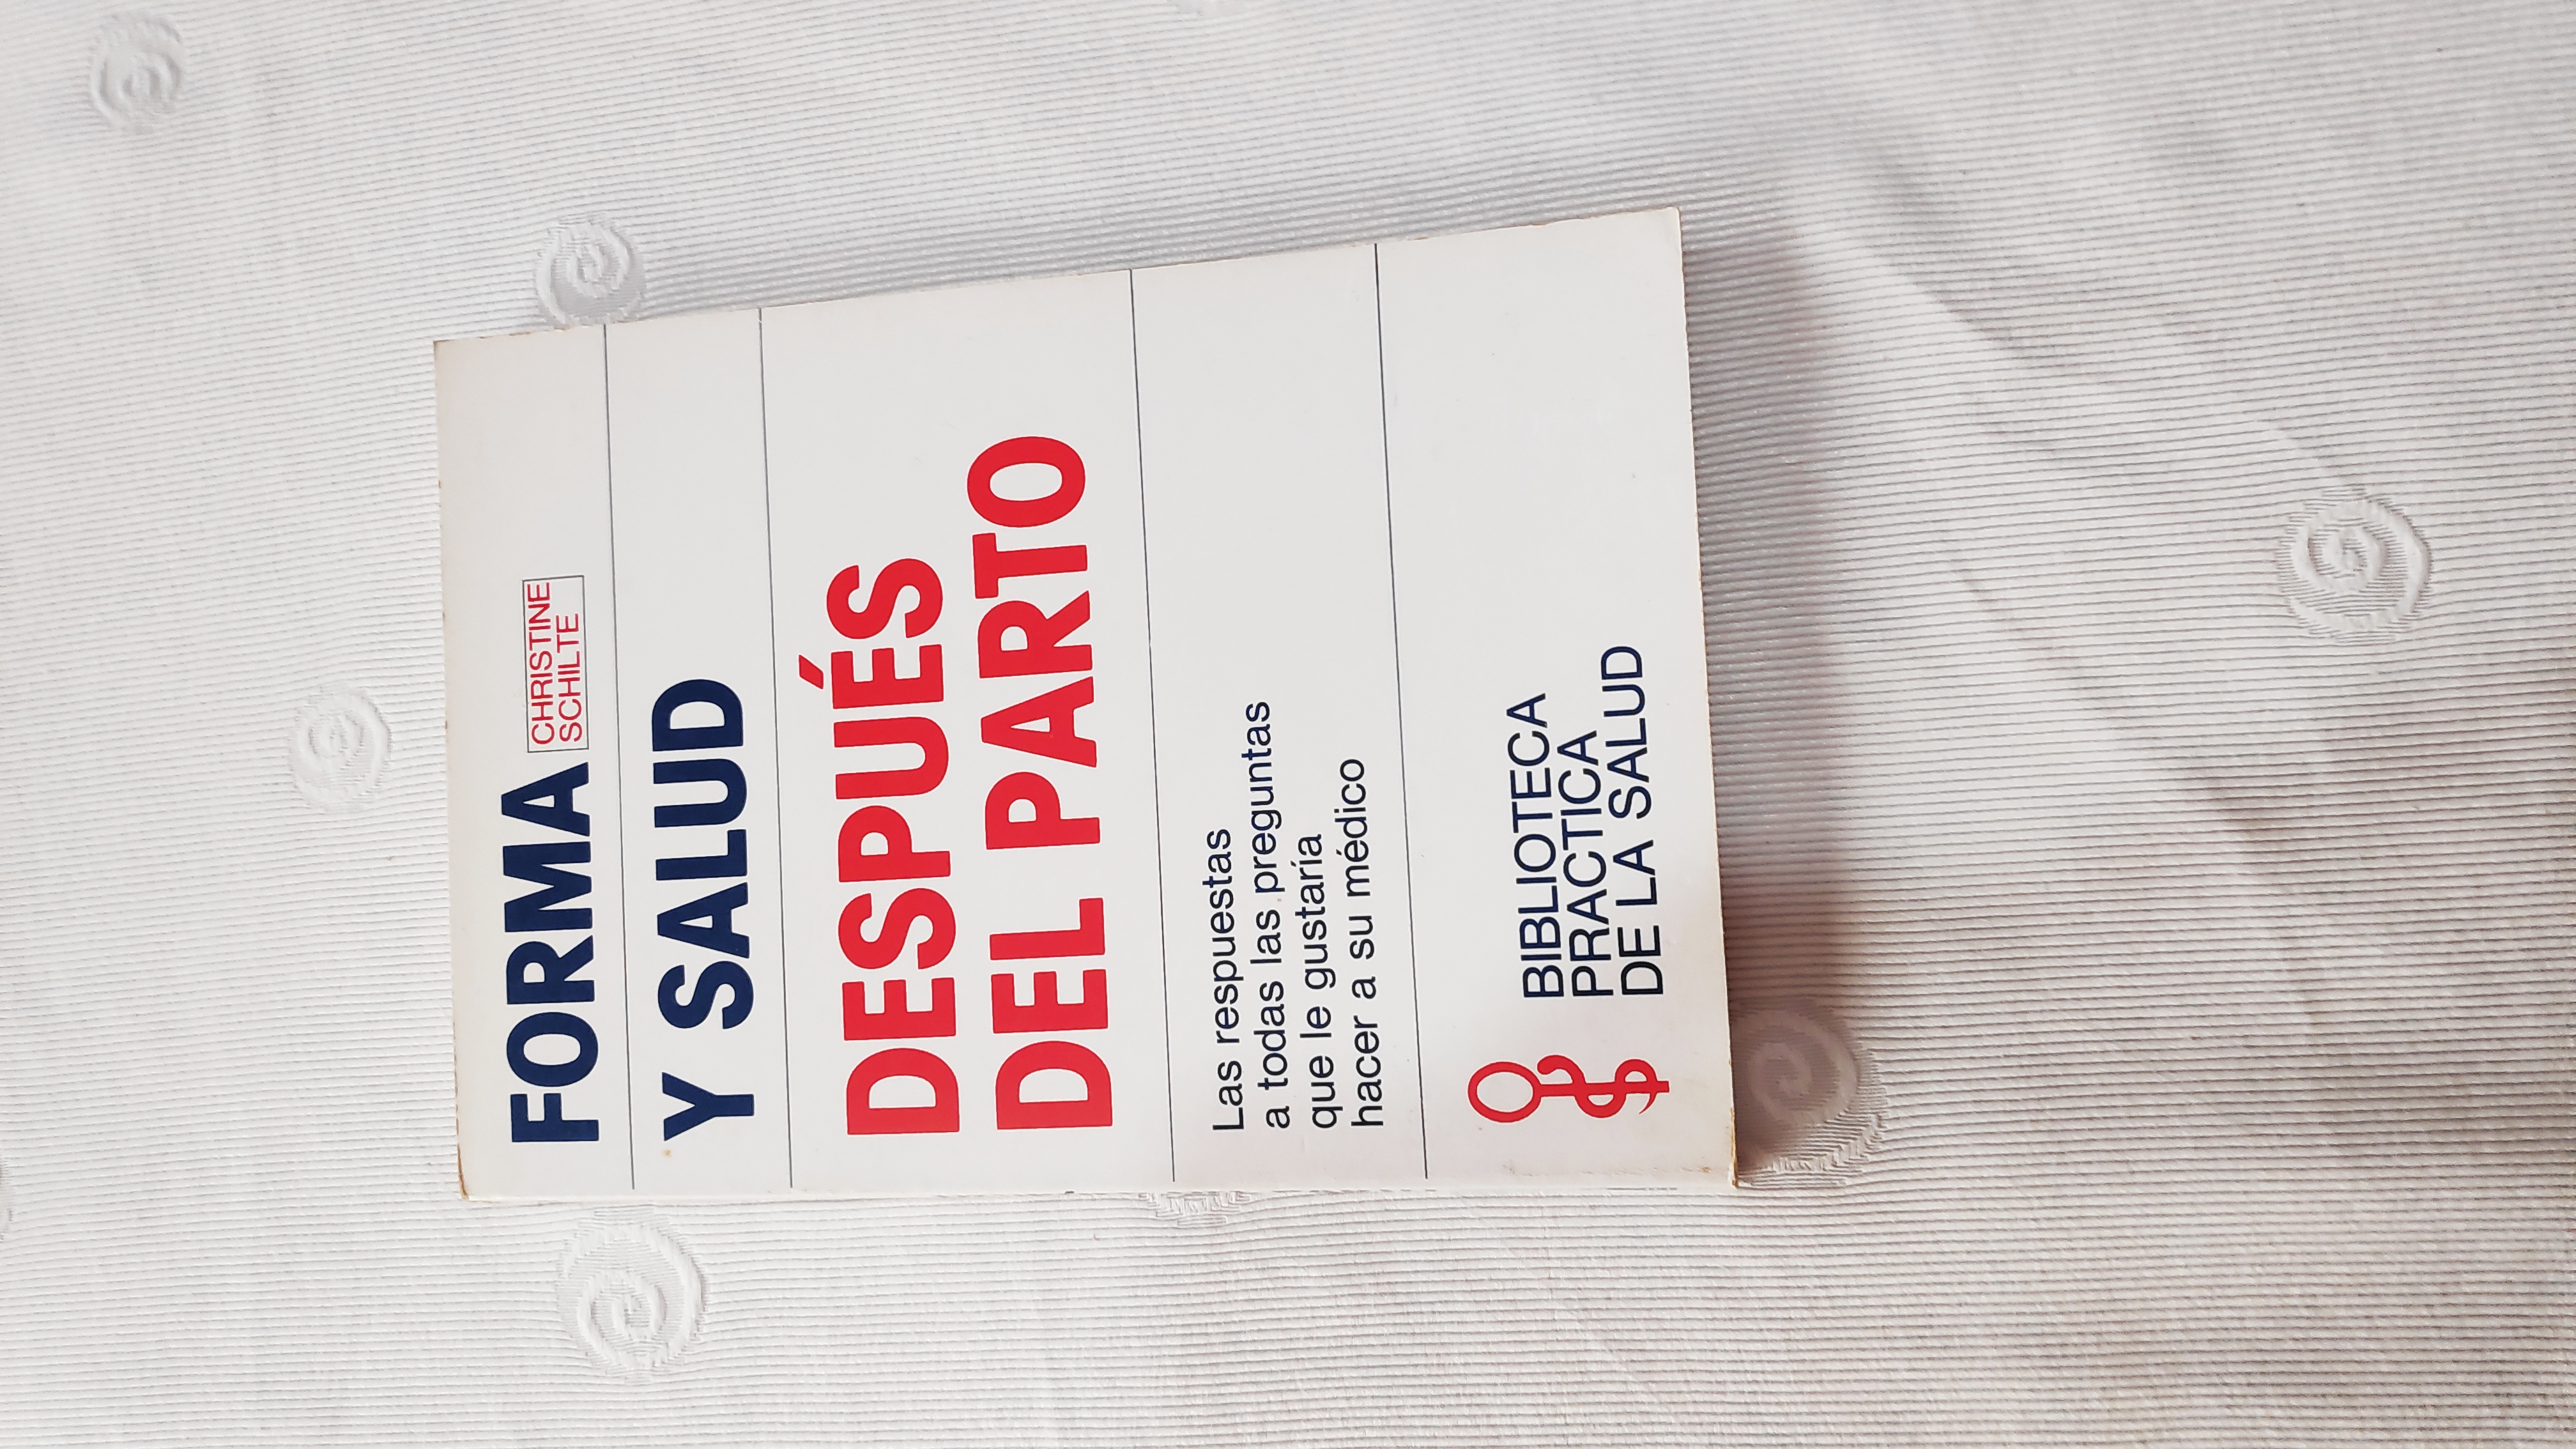 FORMA
CHRISTINE
SCHILTE
Y SALUD
DESPUÉS
DEL PARTO
Las respuestas
a todas las preguntas
que le gustaría
hacer a su médico
BIBLIOTECA
PRACTICA
DE LA SALUD